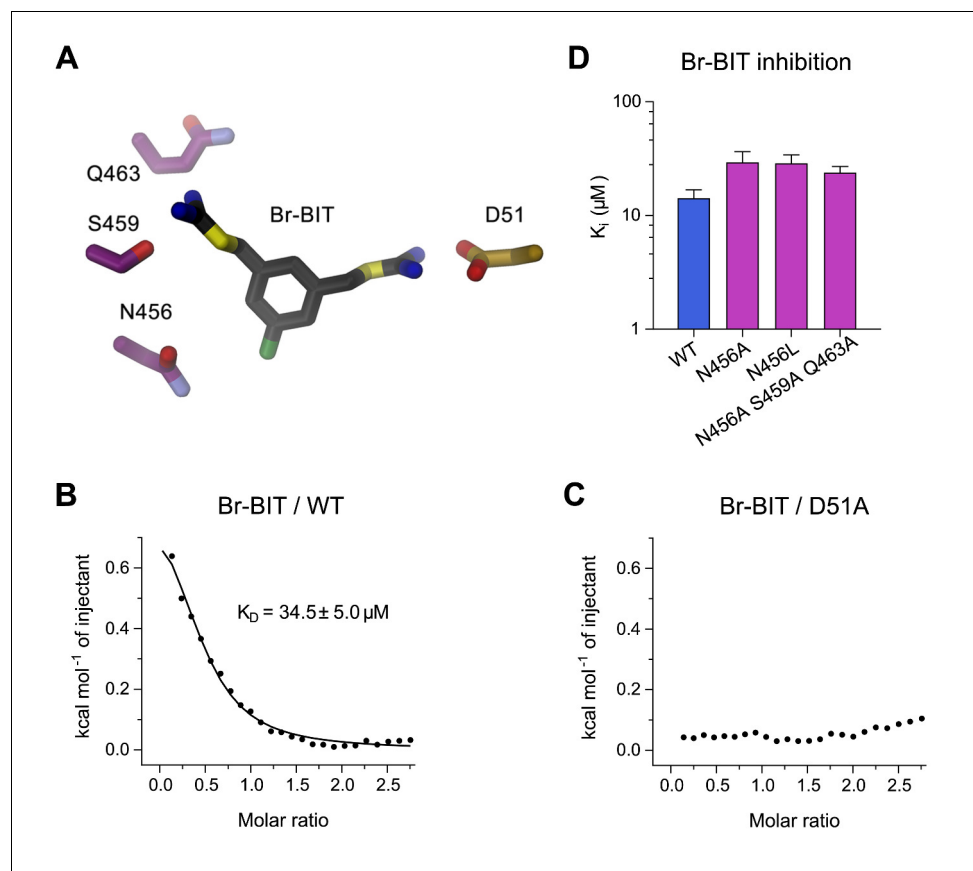 A
Q463
S459
N456
Br-BIT
D51
D
Br-BIT inhibition
100
10
1
Ki (μM)
WT
N456A
N456L
N456A S459A Q463A
B
Br-BIT / WT
0.6
0.4
0.2
0.0
kcal mol-1 of injectant
KD = 34.5 ± 5.0 μM
0.0 0.5 1.0 1.5 2.0 2.5
Molar ratio
C
Br-BIT / D51A
0.6
0.4
0.2
0.0
kcal mol-1 of injectant
0.0 0.5 1.0 1.5 2.0 2.5
Molar ratio